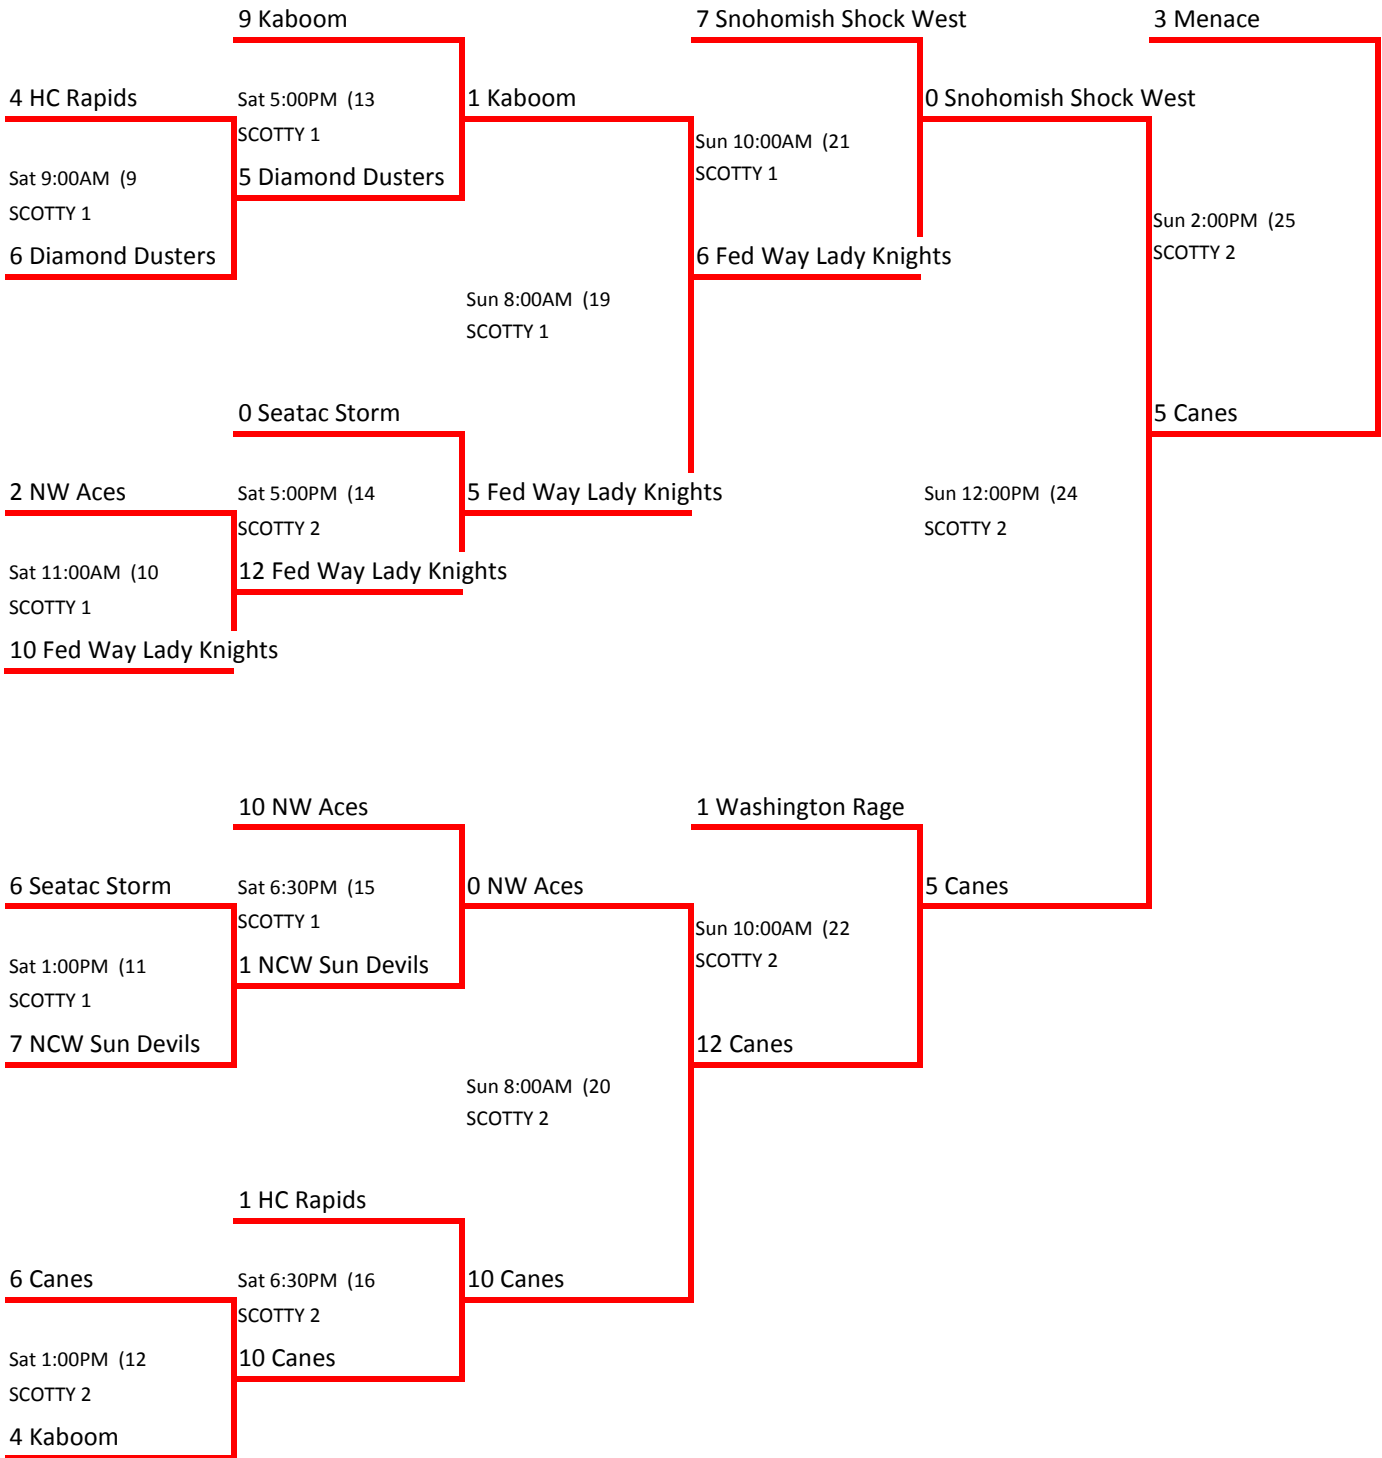 9 Kaboom
7 Snohomish Shock West
3 Menace
4 HC Rapids
Sat 5:00PM (13
1 Kaboom
0 Snohomish Shock West
SCOTTY 1
Sun 10:00AM (21
SCOTTY 1
Sat 9:00AM (9
5 Diamond Dusters
SCOTTY 1
Sun 2:00PM (25
SCOTTY 2
6 Diamond Dusters
6 Fed Way Lady Knights
Sun 8:00AM (19
SCOTTY 1
0 Seatac Storm
5 Canes
2 NW Aces
Sat 5:00PM (14
5 Fed Way Lady Knights
Sun 12:00PM (24
SCOTTY 2
SCOTTY 2
Sat 11:00AM (10
12 Fed Way Lady Knights
SCOTTY 1
10 Fed Way Lady Knights
10 NW Aces
1 Washington Rage
6 Seatac Storm
Sat 6:30PM (15
0 NW Aces
5 Canes
SCOTTY 1
Sun 10:00AM (22
SCOTTY 2
Sat 1:00PM (11
1 NCW Sun Devils
SCOTTY 1
7 NCW Sun Devils
12 Canes
Sun 8:00AM (20
SCOTTY 2
1 HC Rapids
6 Canes
Sat 6:30PM (16
10 Canes
SCOTTY 2
Sat 1:00PM (12
10 Canes
SCOTTY 2
4 Kaboom